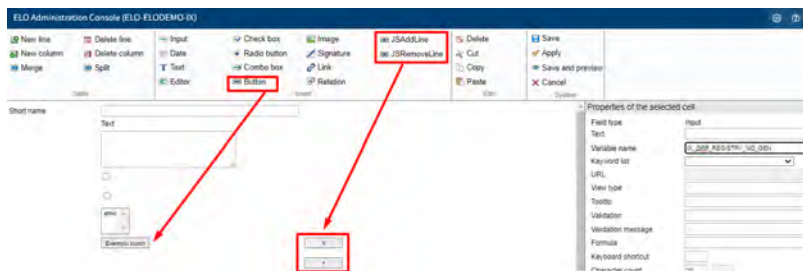 ELO Administration Console (ELO-ELODEMO-IX)
New line
Delete line
Input
Check box
Image
JSAddLine
Delete
Save
New column
Delete column
Date
Radio button
Signature
JSRemoveLine
Cut
Apply
Merge
Split
Text
Combo box
Link
Copy
Save and preview
Editor
Button
Relation
Paste
Cancel
Table
Insert
Edit
System
Short name
Text
Properties of the selected cell
Field type
Input
Text
Variable name
Keyword list
URL
View type
Tooltip
Validation
Validation message
Formula
Keyboard shortcut
Character count